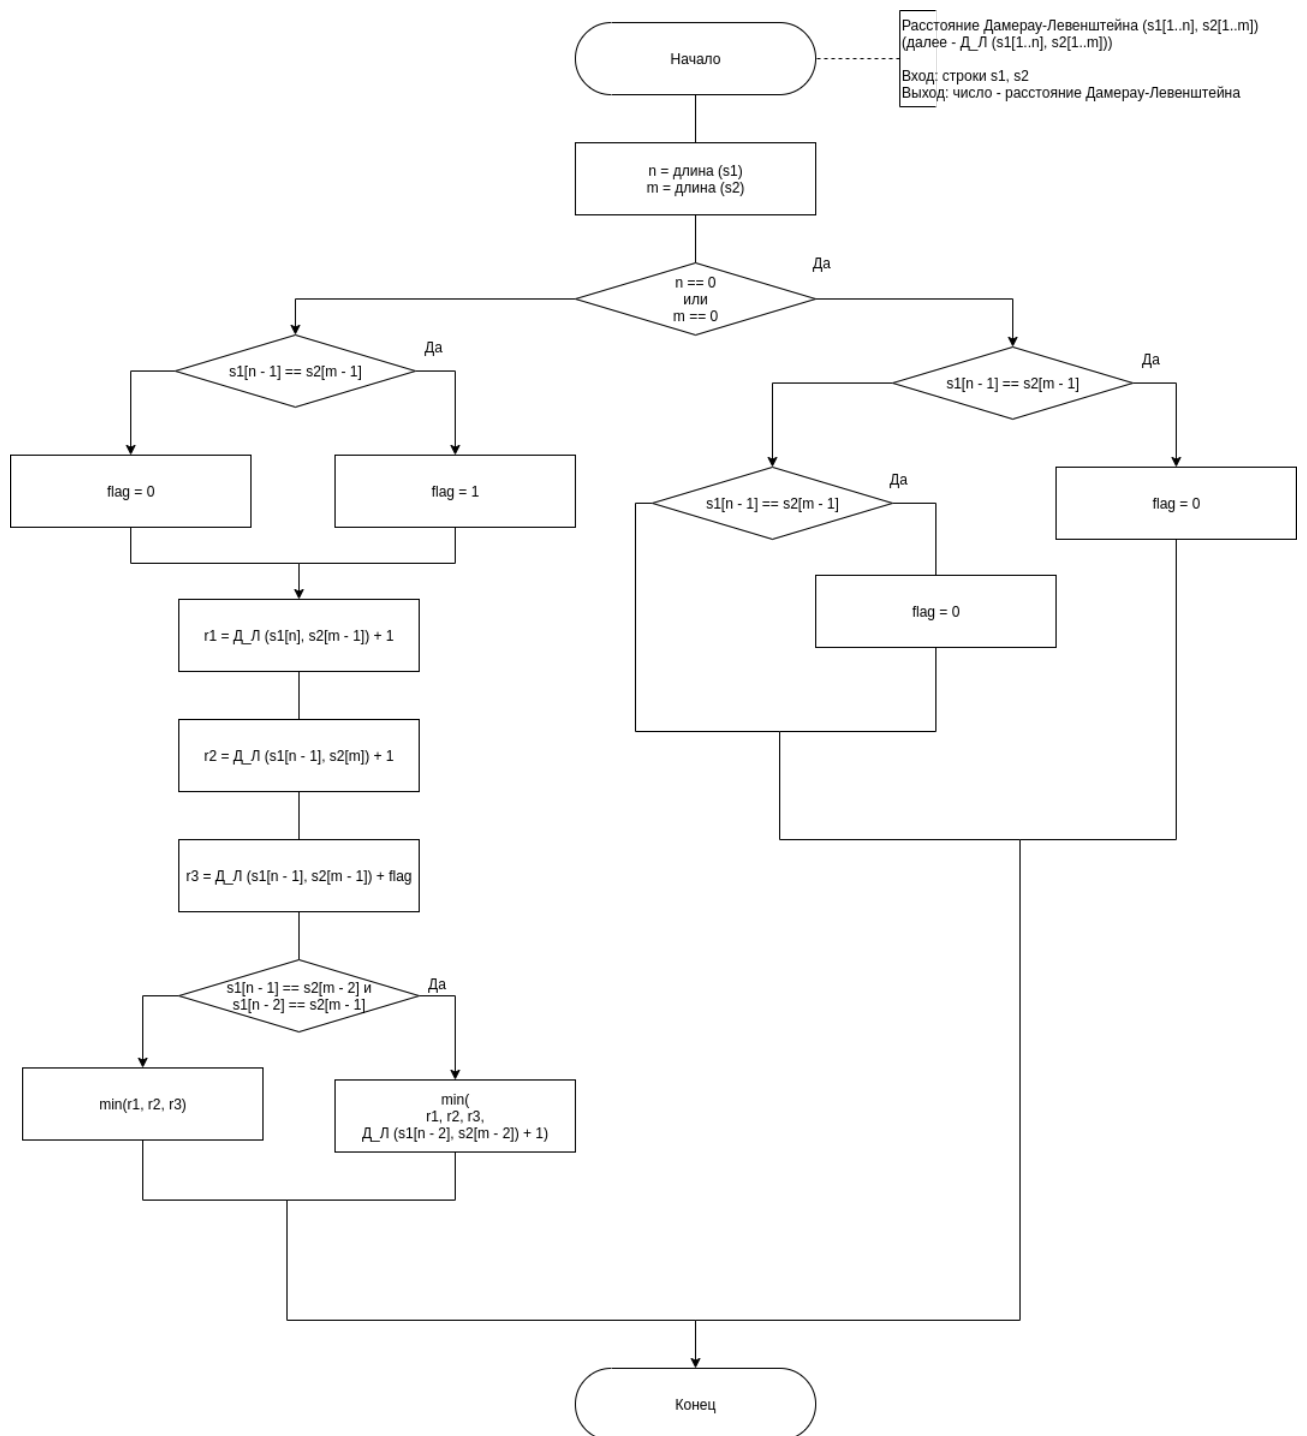 Расстояние Дамерау-Левенштейна (s1[1..n], s2[1..m])
(далее - Д_Л (s1[1..n], s2[1..m]))
Вход: строки s1, s2
Выход: число - расстояние Дамерау-Левенштейна
Начало
n = длина (s1)
m = длина (s2)
Да
n == 0
или
m == 0
Да
s1[n - 1] == s2[m - 1]
Да
s1[n - 1] == s2[m - 1]
flag = 0
flag = 1
Да
s1[n - 1] == s2[m - 1]
flag = 0
flag = 0
r1 = Д_Л (s1[n], s2[m - 1]) + 1
r2 = Д_Л (s1[n - 1], s2[m]) + 1
r3 = Д_Л (s1[n - 1], s2[m - 1]) + flag
Да
s1[n - 1] == s2[m - 2] и
s1[n - 2] == s2[m - 1]
min(r1, r2, r3)
min(
r1, r2, r3,
Д_Л (s1[n - 2], s2[m - 2]) + 1)
Конец